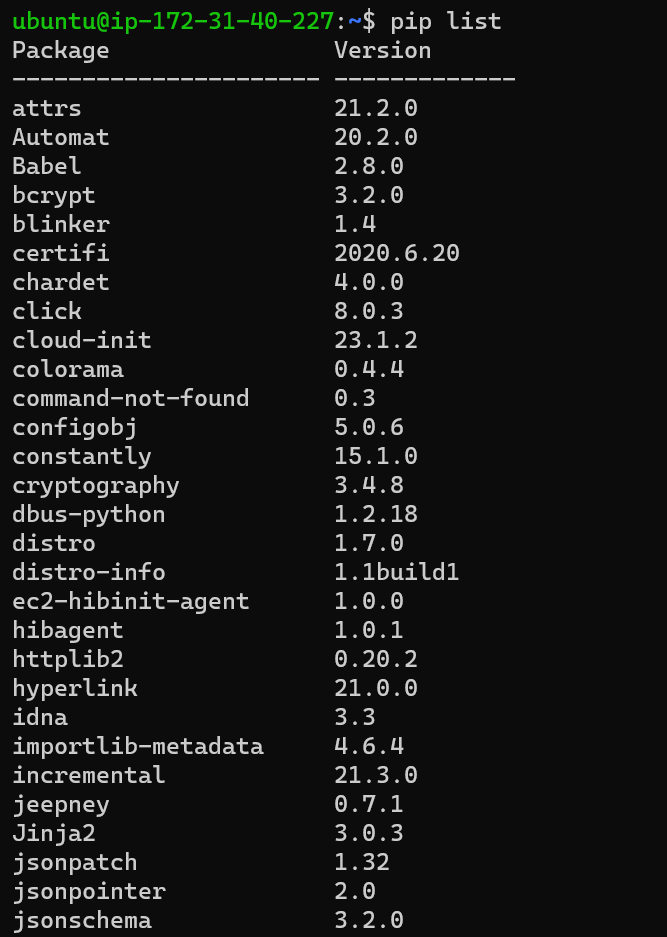 ubuntu@ip-172-31-40-227:~$ pip list
Package                Version
---------------------- -------------
attrs                  21.2.0
Automat                20.2.0
Babel                  2.8.0
bcrypt                 3.2.0
blinker                1.4
certifi                2020.6.20
chardet                4.0.0
click                  8.0.3
cloud-init             23.1.2
colorama               0.4.4
command-not-found      0.3
configobj              5.0.6
constantly             15.1.0
cryptography           3.4.8
dbus-python            1.2.18
distro                 1.7.0
distro-info            1.1build1
ec2-hibinit-agent      1.0.0
hibagent               1.0.1
httplib2               0.20.2
hyperlink              21.0.0
idna                   3.3
importlib-metadata     4.6.4
incremental            21.3.0
jeepney                0.7.1
Jinja2                 3.0.3
jsonpatch              1.32
jsonpointer            2.0
jsonschema             3.2.0